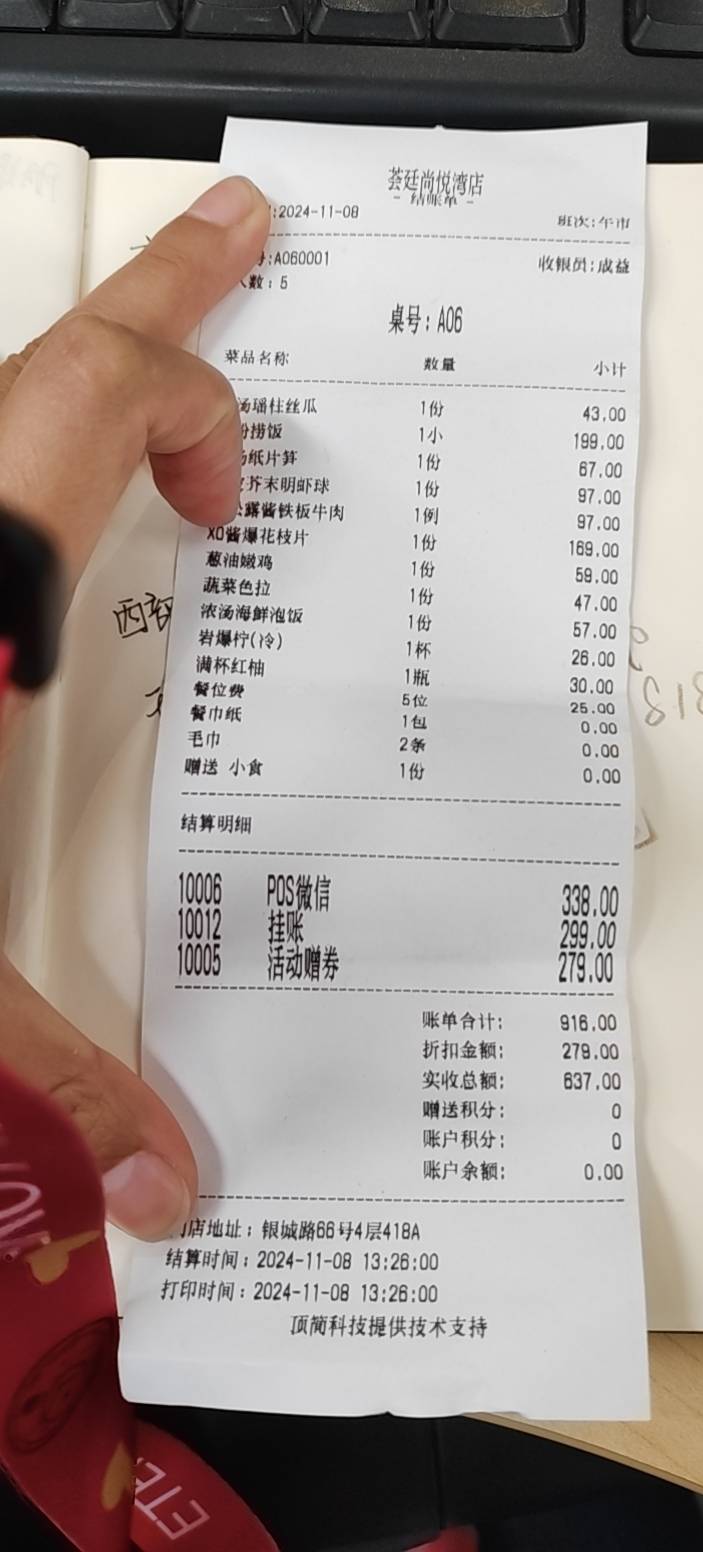 荟廷尚悦湾店
- 结账单 -
:2024-11-08 班次:午市
号:A060001 收银员:成益
人数:5
桌号:A06
菜品名称 数量 小计
汤瑶柱丝瓜 1份 43.00
捞饭 1小 199.00
汤纸片笋 1份 67.00
芥末明虾球 1份 97.00
露酱铁板牛肉 1例 97.00
XO酱爆花枝片 1份 169.00
葱油嫩鸡 1份 59.00
蔬菜色拉 1份 47.00
浓汤海鲜泡饭 1份 57.00
岩爆柠(冷) 1杯 26.00
满杯红柚 1瓶 30.00
餐位费 5位 25.00
餐巾纸 1包 0.00
毛巾 2条 0.00
赠送 小食 1份 0.00
结算明细
10006 POS微信 338.00
10012 挂账 299.00
10005 活动赠券 279.00
账单合计: 916.00
折扣金额: 279.00
实收总额: 637.00
赠送积分: 0
账户积分: 0
账户余额: 0.00
门店地址:银城路66号4层418A
结算时间:2024-11-08 13:26:00
打印时间:2024-11-08 13:26:00
顶简科技提供技术支持